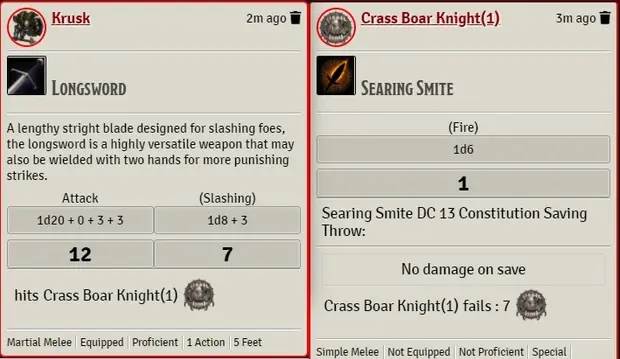 Krusk
2m ago
Longsword
A lengthy stright blade designed for slashing foes,
the longsword is a highly versatile weapon that may
also be wielded with two hands for more punishing
strikes.
Attack
(Slashing)
1d20 + 0 + 3 + 3
1d8 + 3
12
7
hits Crass Boar Knight(1)
Martial Melee
Equipped
Proficient
1 Action
5 Feet
Crass Boar Knight(1)
3m ago
Searing Smite
(Fire)
1d6
1
Searing Smite DC 13 Constitution Saving
Throw:
No damage on save
Crass Boar Knight(1) fails : 7
Simple Melee
Not Equipped
Not Proficient
Special